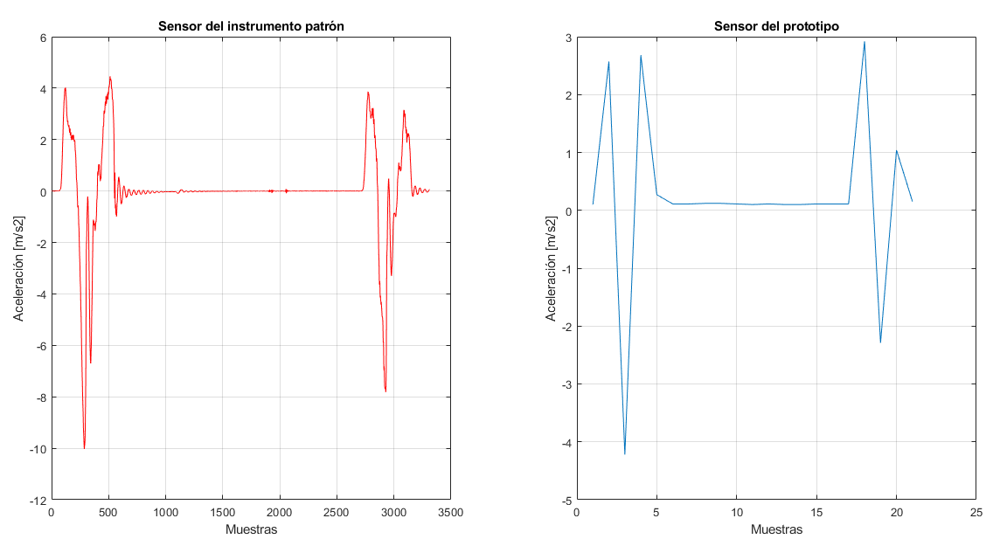 Sensor del instrumento patrón
6
4
2
0
-2
-4
-6
-8
-10
-12
Aceleración [m/s2]
0 500 1000 1500 2000 2500 3000 3500
Muestras
Sensor del prototipo
3
2
1
0
-1
-2
-3
-4
-5
Aceleración [m/s2]
0 5 10 15 20 25
Muestras